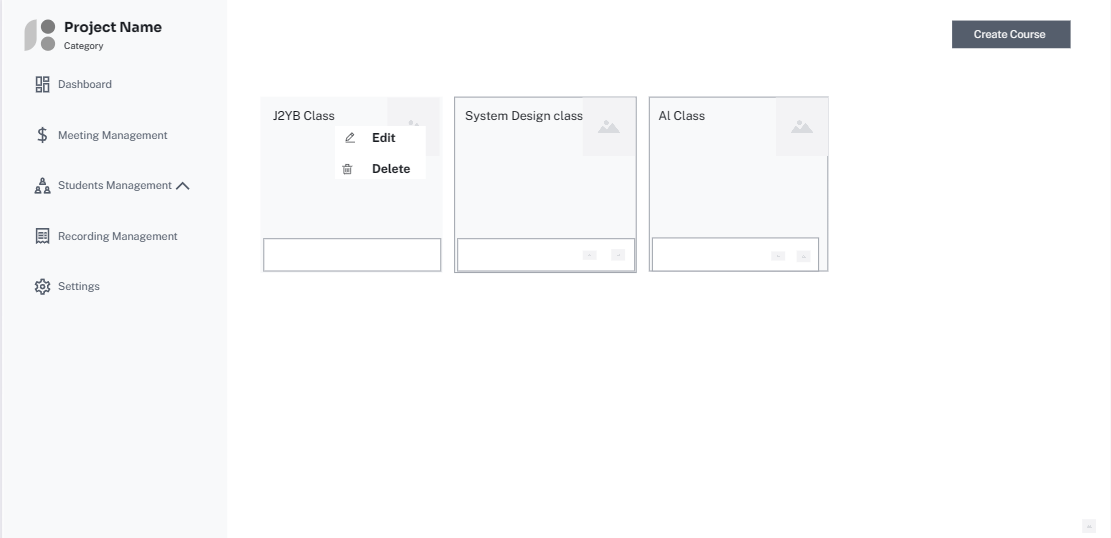 Project Name
Category
Create Course
Dashboard
Meeting Management
Students Management
Recording Management
Settings
J2YB Class
Edit
Delete
System Design class
Al Class